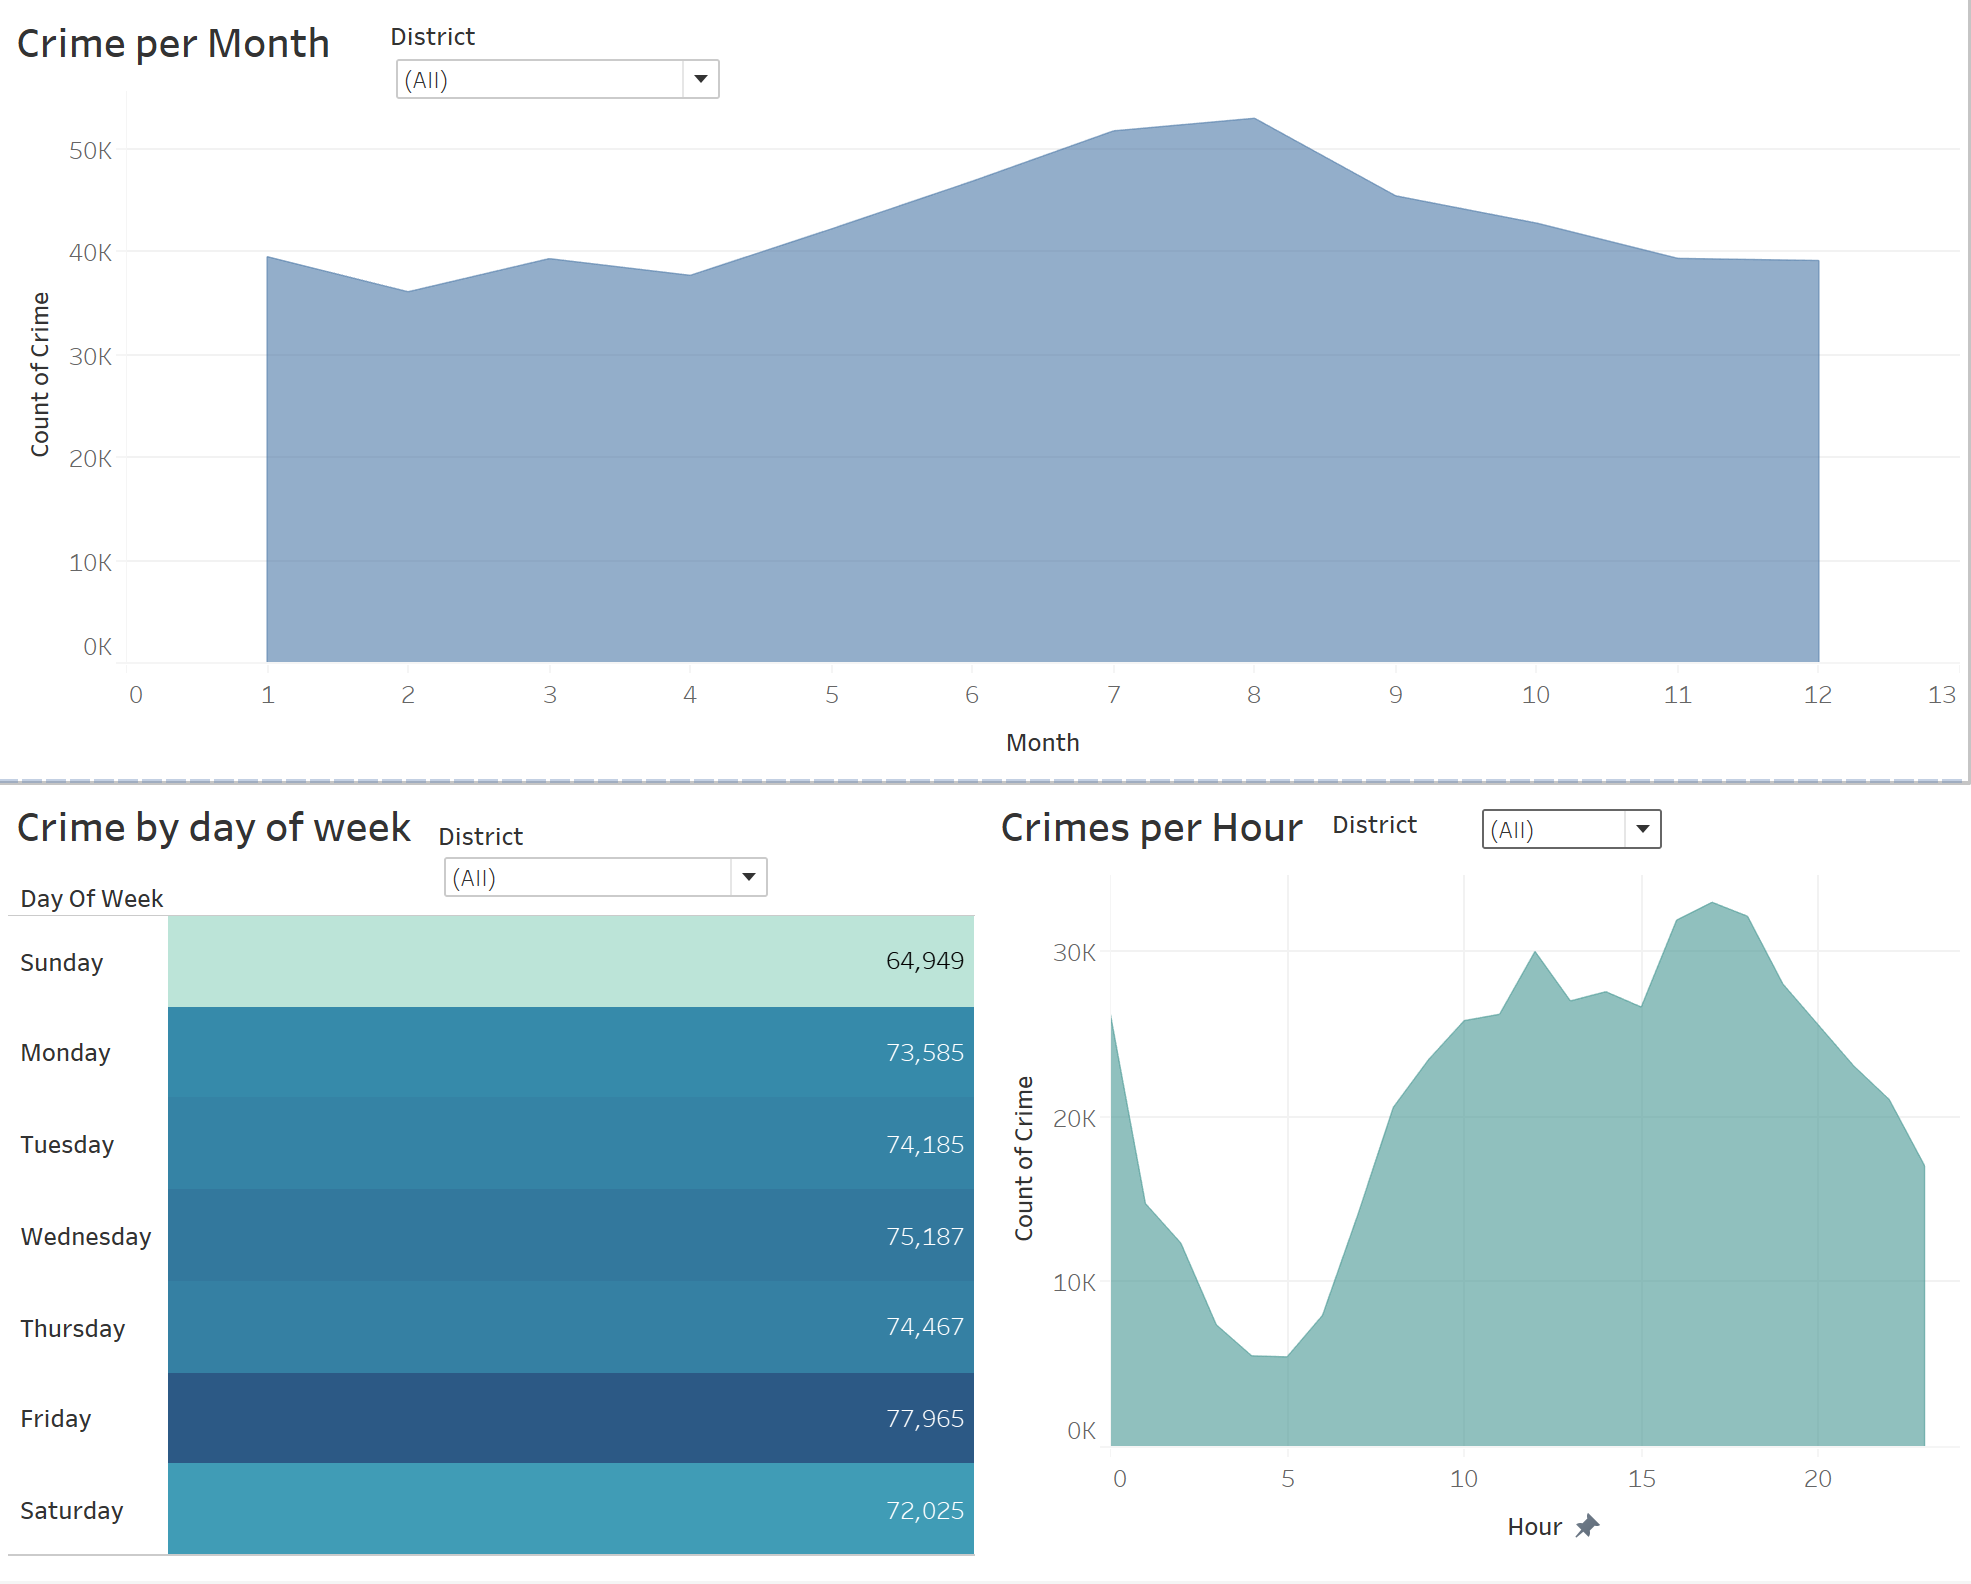 Crime per Month
District
(All)
50K
40K
30K
20K
10K
0K
Count of Crime
0 1 2 3 4 5 6 7 8 9 10 11 12 13
Month
Crime by day of week
District
(All)
Day Of Week
Sunday 64,949
Monday 73,585
Tuesday 74,185
Wednesday 75,187
Thursday 74,467
Friday 77,965
Saturday 72,025
Crimes per Hour
District
(All)
30K
20K
10K
0K
Count of Crime
0 5 10 15 20
Hour